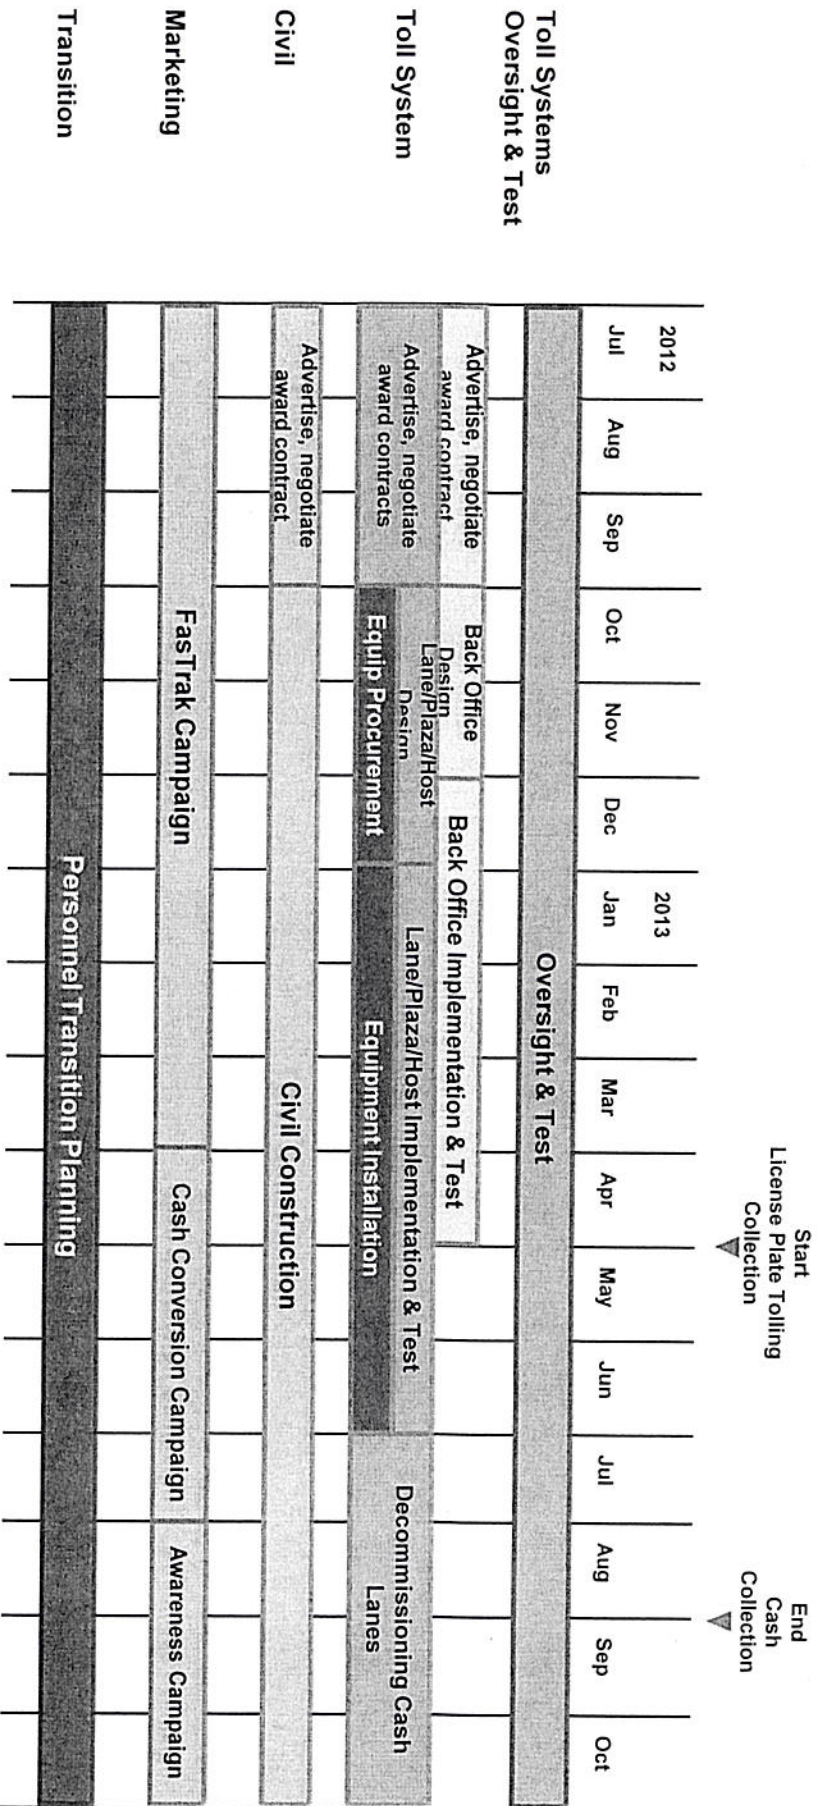 Start
License Plate Tolling
Collection
End
Cash
Collection
2012
2013
Jul
Aug
Sep
Oct
Nov
Dec
Jan
Feb
Mar
Apr
May
Jun
Jul
Aug
Sep
Oct
Toll Systems
Oversight & Test
Oversight & Test
Toll System
Advertise, negotiate
award contract
Back Office
Design
Back Office Implementation & Test
Advertise, negotiate
award contracts
Lane/Plaza/Host
Design
Lane/Plaza/Host Implementation & Test
Equip Procurement
Equipment Installation
Decommissioning Cash
Lanes
Civil
Advertise, negotiate
award contract
Civil Construction
Marketing
FasTrak Campaign
Cash Conversion Campaign
Awareness Campaign
Transition
Personnel Transition Planning